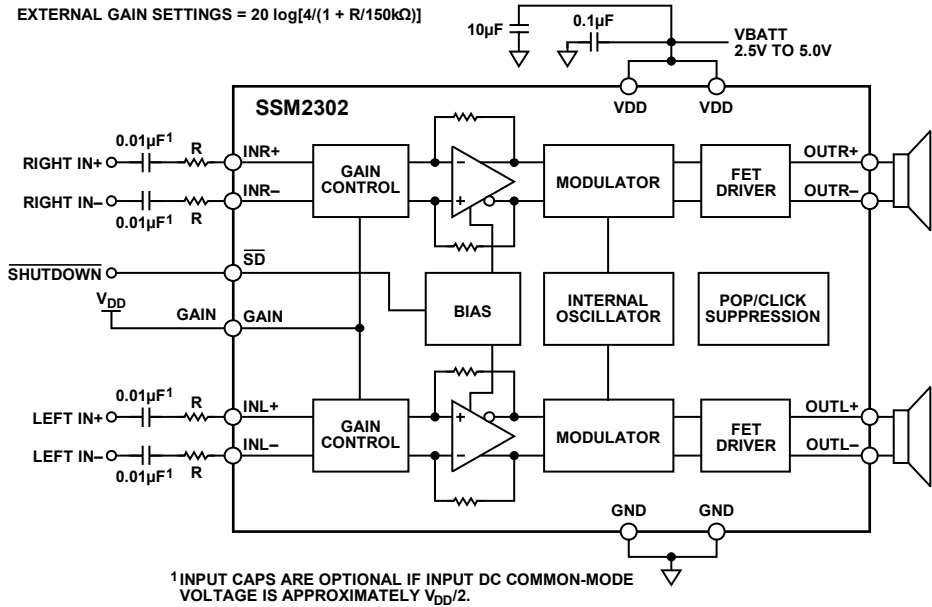 EXTERNAL GAIN SETTINGS = 20 log[4/(1 + R/150kΩ)]
10µF
0.1µF
VBATT
2.5V TO 5.0V
VDD
VDD
SSM2302
0.01µF1
R
RIGHT IN+
INR+
RIGHT IN–
INR–
0.01µF1
R
GAIN
CONTROL
MODULATOR
FET
DRIVER
OUTR+
OUTR–
SHUTDOWN
SD
VDD
GAIN
GAIN
BIAS
INTERNAL
OSCILLATOR
POP/CLICK
SUPPRESSION
0.01µF1
R
LEFT IN+
INL+
LEFT IN–
INL–
0.01µF1
R
GAIN
CONTROL
MODULATOR
FET
DRIVER
OUTL+
OUTL–
GND
GND
1 INPUT CAPS ARE OPTIONAL IF INPUT DC COMMON-MODE
VOLTAGE IS APPROXIMATELY VDD/2.